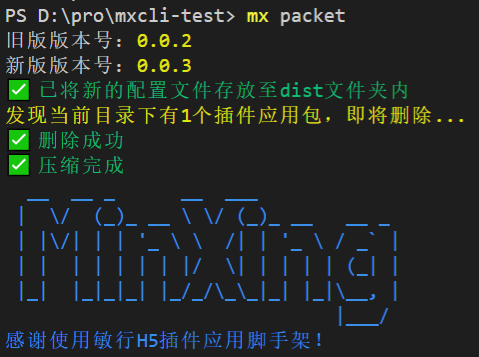 PS D:\pro\mxcli-test> mx packet
旧版版本号：0.0.2
新版版本号：0.0.3
✅ 已将新的配置文件存放至dist文件夹内
发现当前目录下有1个插件应用包，即将删除...
✅ 删除成功
✅ 压缩完成
MinXing
感谢使用敏行H5插件应用脚手架！